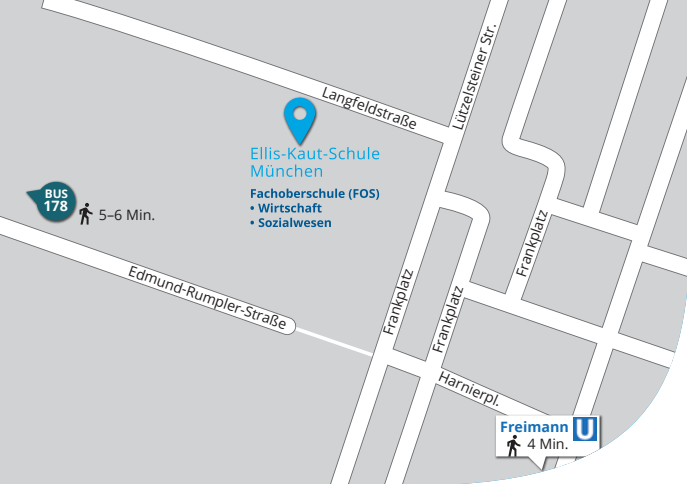 Lützelsteiner Str.
Langfeldstraße
Ellis-Kaut-Schule
München
Fachoberschule (FOS)
• Wirtschaft
• Sozialwesen
BUS
178
5–6 Min.
Edmund-Rumpler-Straße
Frankplatz
Frankplatz
Frankplatz
Harnierpl.
Freimann U
4 Min.